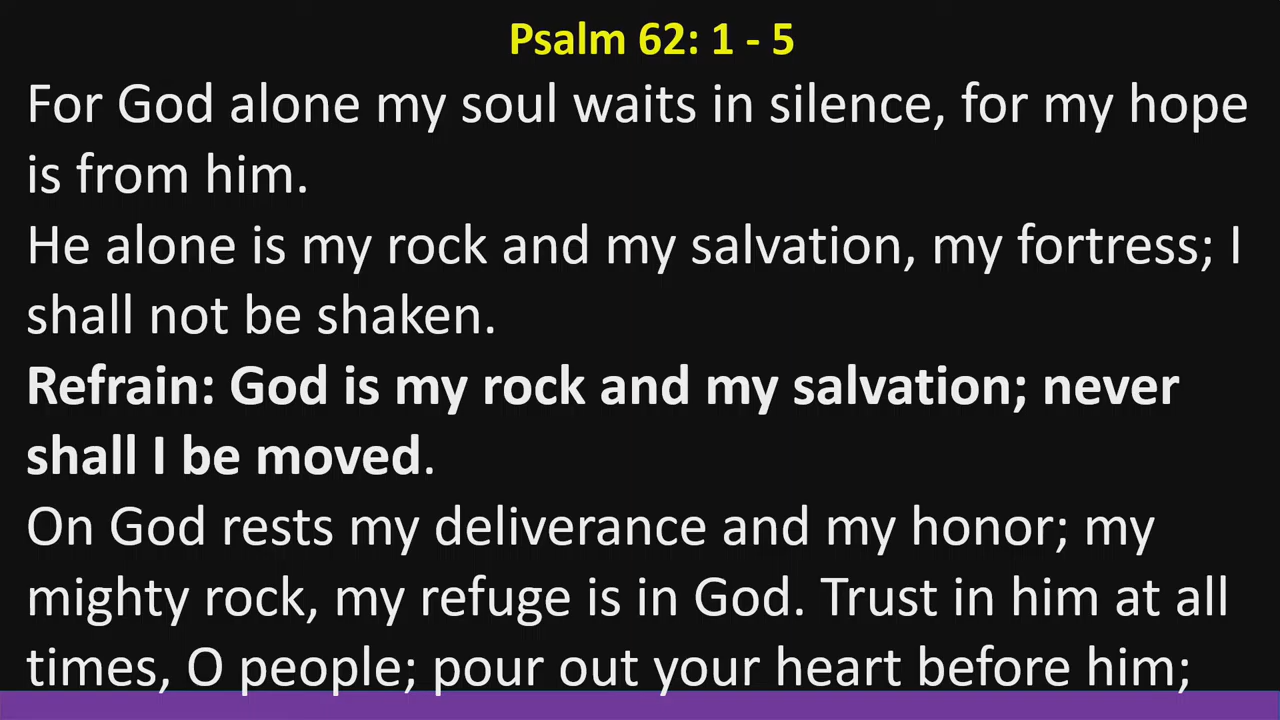 Psalm 62: 1 - 5
For God alone my soul waits in silence, for my hope
is from him.
He alone is my rock and my salvation, my fortress; I
shall not be shaken.
Refrain: God is my rock and my salvation; never
shall I be moved.
On God rests my deliverance and my honor; my
mighty rock, my refuge is in God. Trust in him at all
times, O people; pour out your heart before him;